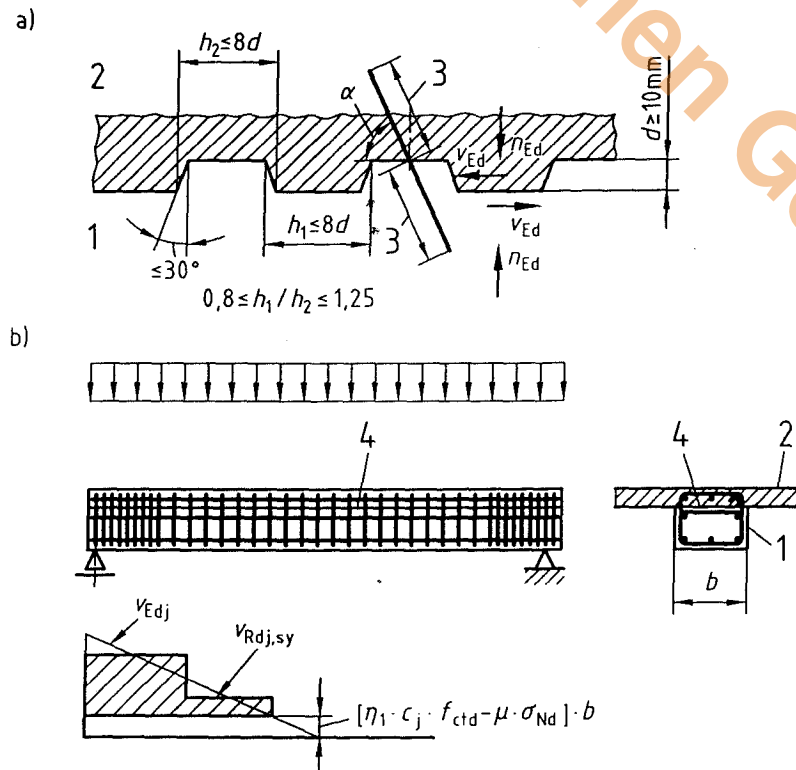 a)
h₂≤8d
2
α
3
v_Ed
n_Ed
d≥10mm
1
h₁≤8d
3
v_Ed
n_Ed
≤30°
0,8≤h₁/h₂≤1,25
b)
4
4
2
1
b
v_Edj
v_Rdj,sy
[η₁·c_j·f_ctd−μ·σ_Nd]·b